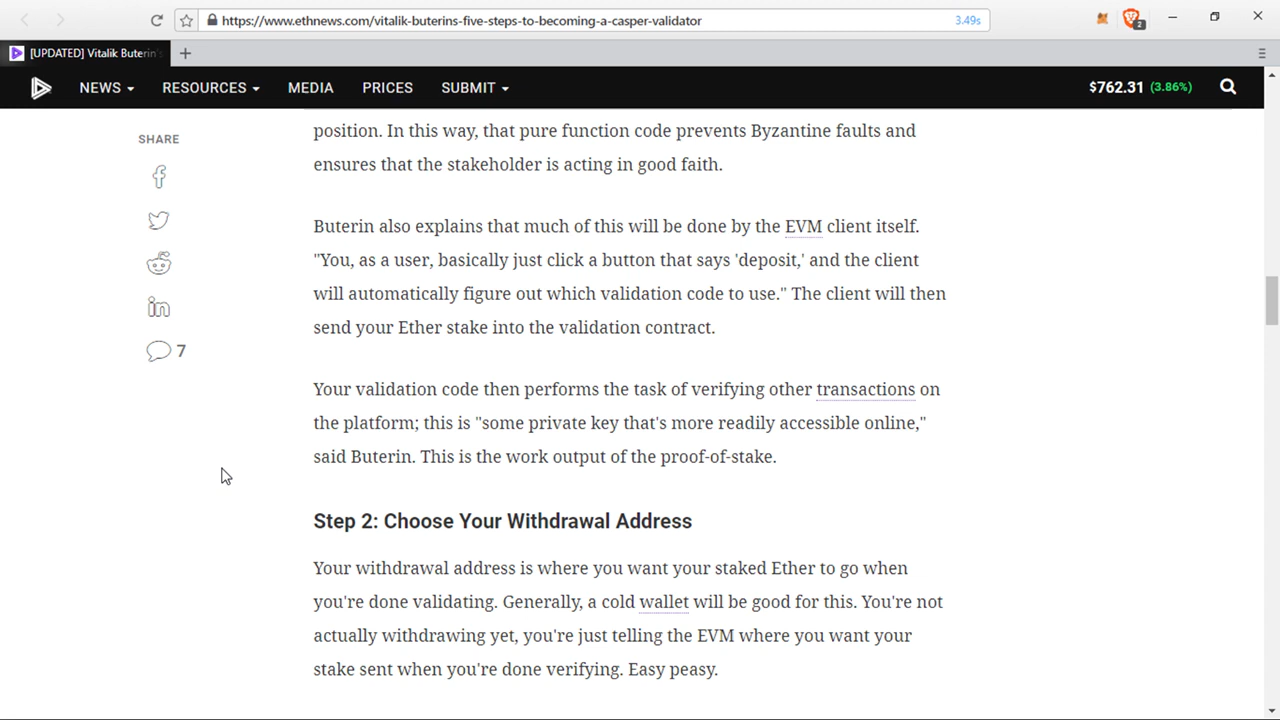 https://www.ethnews.com/vitalik-buterins-five-steps-to-becoming-a-casper-validator
3.49s
2
[UPDATED] Vitalik Buterin's
NEWS
RESOURCES
MEDIA
PRICES
SUBMIT
$762.31 (3.86%)
SHARE
7
position. In this way, that pure function code prevents Byzantine faults and
ensures that the stakeholder is acting in good faith.
Buterin also explains that much of this will be done by the EVM client itself.
"You, as a user, basically just click a button that says 'deposit,' and the client
will automatically figure out which validation code to use." The client will then
send your Ether stake into the validation contract.
Your validation code then performs the task of verifying other transactions on
the platform; this is "some private key that's more readily accessible online,"
said Buterin. This is the work output of the proof-of-stake.
Step 2: Choose Your Withdrawal Address
Your withdrawal address is where you want your staked Ether to go when
you're done validating. Generally, a cold wallet will be good for this. You're not
actually withdrawing yet, you're just telling the EVM where you want your
stake sent when you're done verifying. Easy peasy.